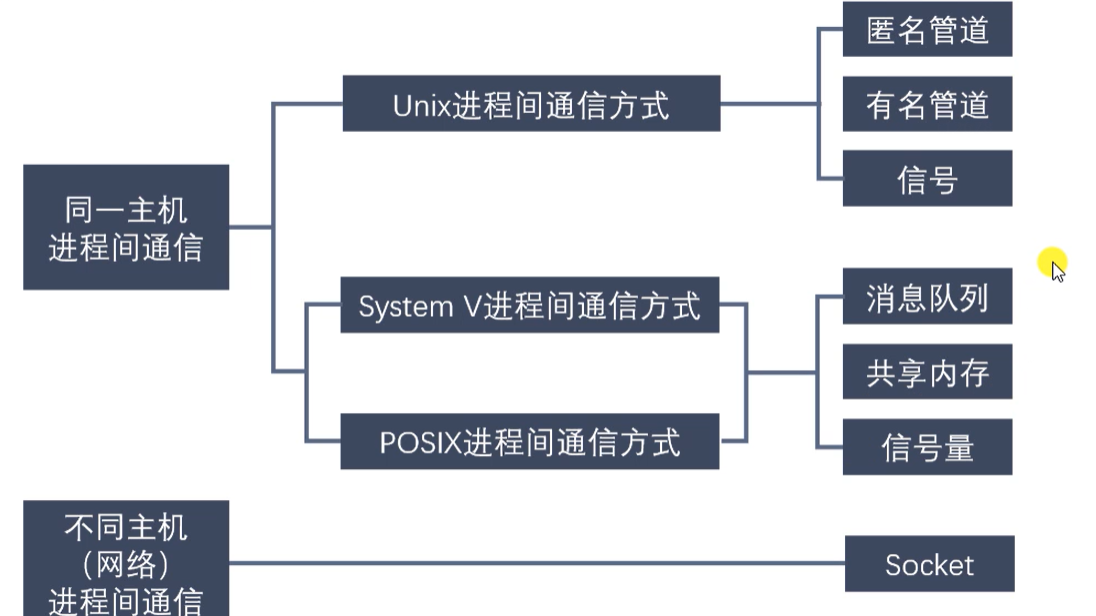 匿名管道
Unix进程间通信方式
有名管道
信号
同一主机
进程间通信
System V进程间通信方式
消息队列
共享内存
POSIX进程间通信方式
信号量
不同主机
（网络）
进程间通信
Socket